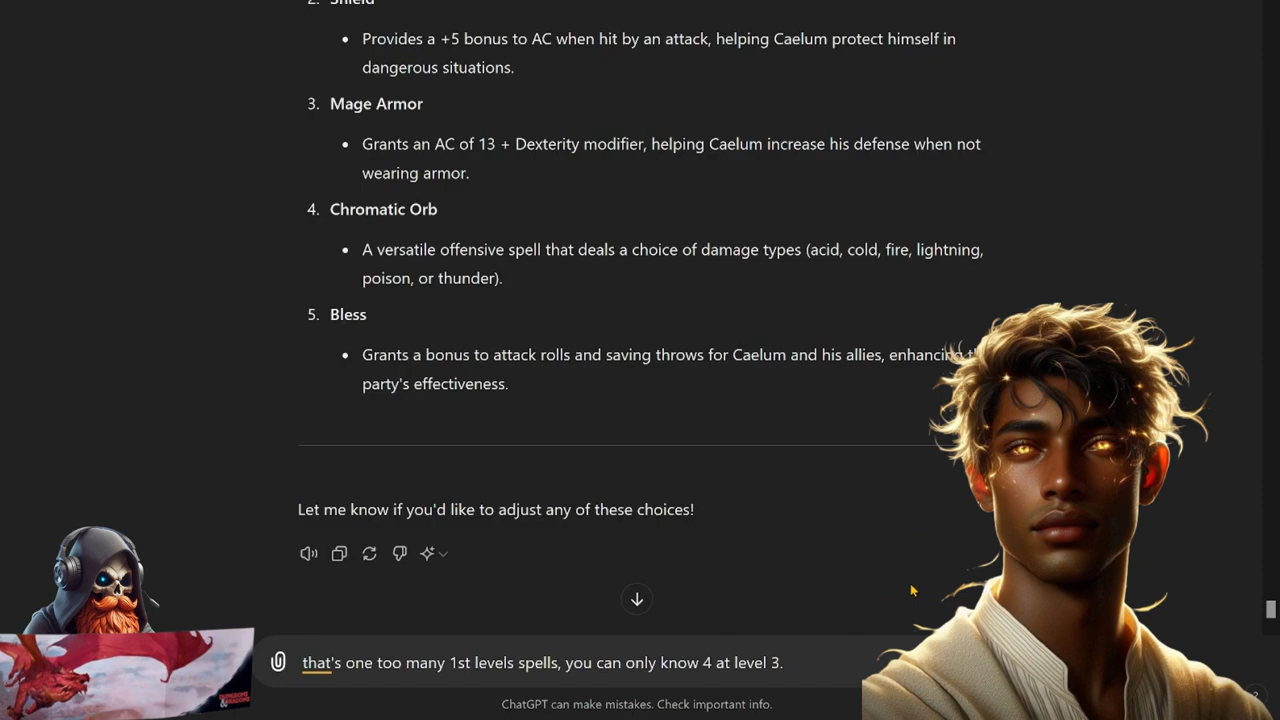 2. Shield
Provides a +5 bonus to AC when hit by an attack, helping Caelum protect himself in
dangerous situations.
3. Mage Armor
Grants an AC of 13 + Dexterity modifier, helping Caelum increase his defense when not
wearing armor.
4. Chromatic Orb
A versatile offensive spell that deals a choice of damage types (acid, cold, fire, lightning,
poison, or thunder).
5. Bless
Grants a bonus to attack rolls and saving throws for Caelum and his allies, enhancing
party's effectiveness.
Let me know if you'd like to adjust any of these choices!
that's one too many 1st levels spells, you can only know 4 at level 3.
ChatGPT can make mistakes. Check important info.
DUNGEONS
& DRAGONS